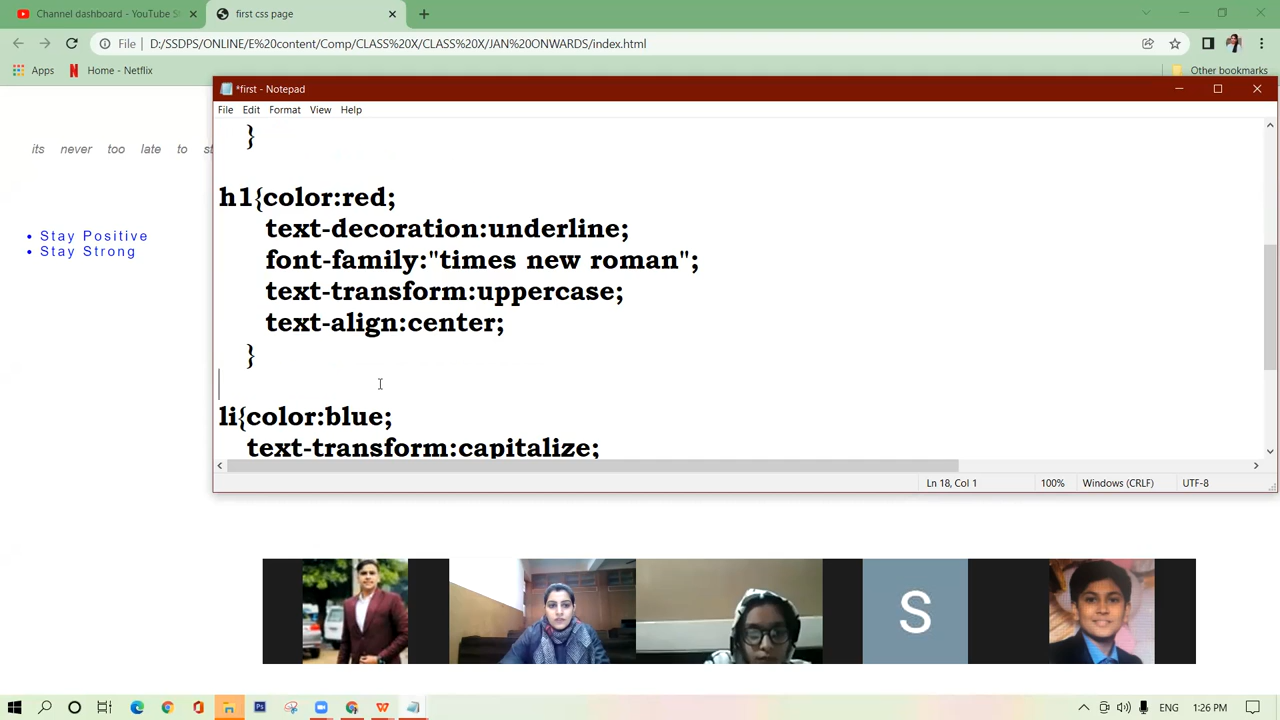 Channel dashboard - YouTube St
first css page
File
D:/SSDPS/ONLINE/E%20content/Comp/CLASS%20X/CLASS%20X/JAN%20ONWARDS/index.html
Apps
Home - Netflix
Other bookmarks
*first - Notepad
File Edit Format View Help
}
its never too late to st
h1{color:red;
text-decoration:underline;
font-family:"times new roman";
text-transform:uppercase;
text-align:center;
}
• Stay Positive
• Stay Strong
li{color:blue;
text-transform:capitalize;
Ln 18, Col 1
100%
Windows (CRLF)
UTF-8
S
ENG
1:26 PM